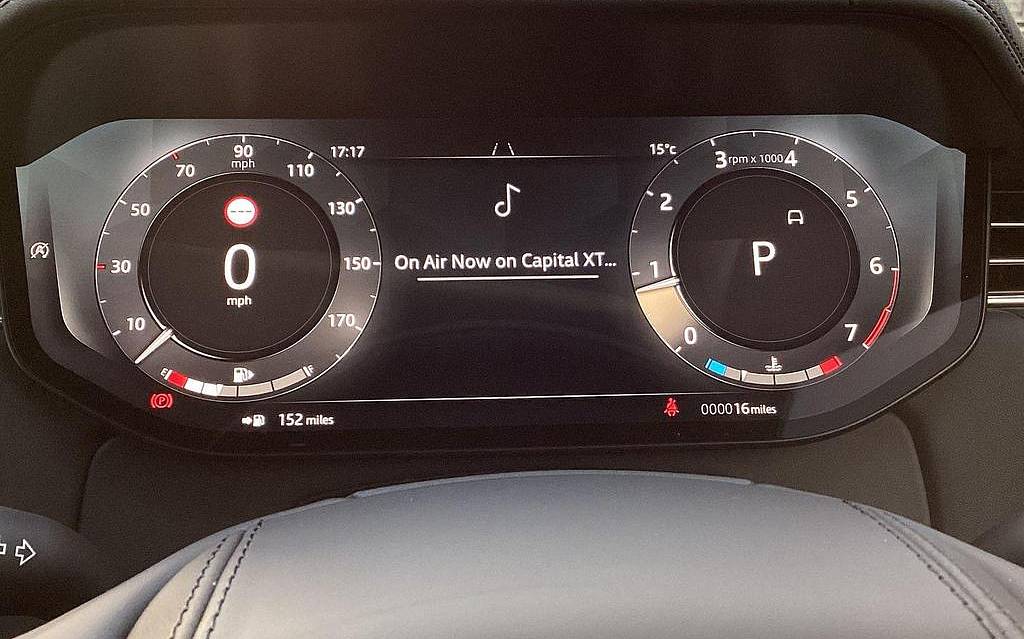 90
mph
70
110
17:17
50
130
30
150
10
170
0
mph
E
F
P
152 miles
On Air Now on Capital XT...
15°c
3 rpm x 1000 4
2
5
1
6
0
7
P
000016 miles